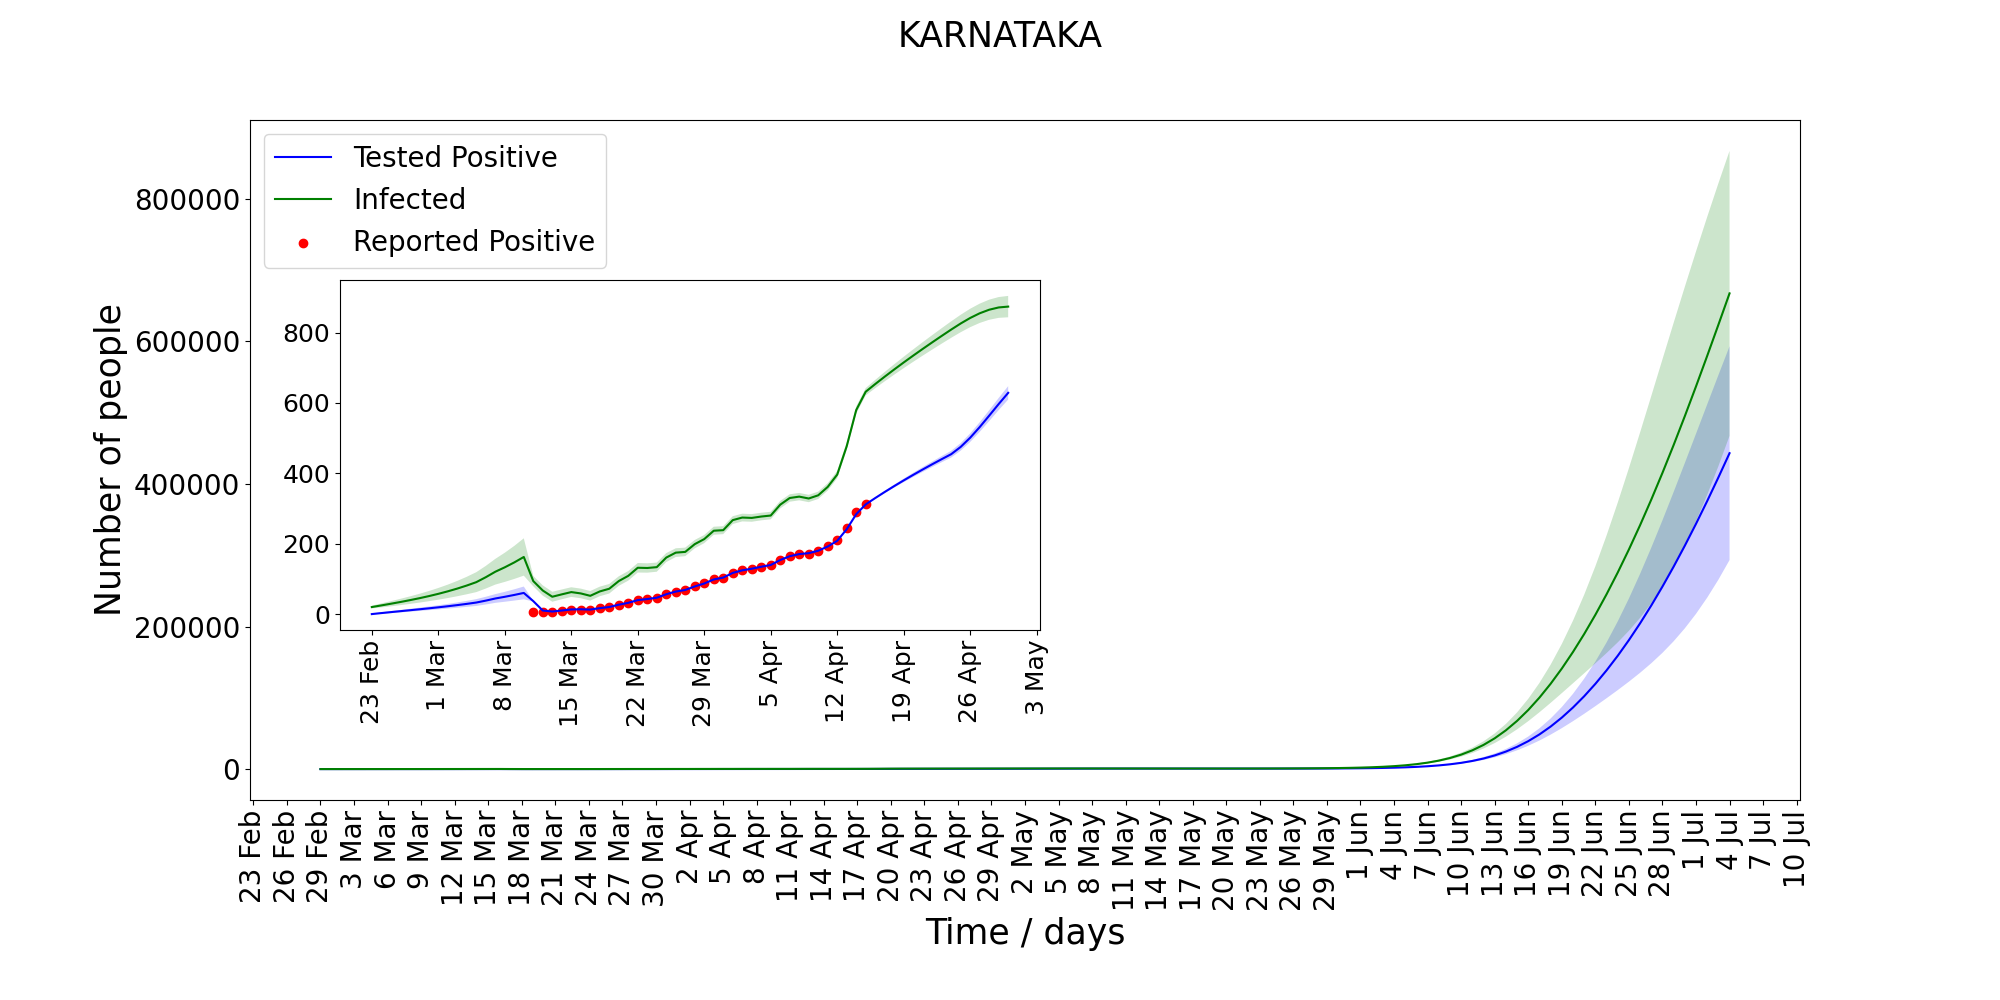 KARNATAKA
Tested Positive
Infected
Reported Positive
Number of people
800000
600000
400000
200000
0
800
600
400
200
0
23 Feb
1 Mar
8 Mar
15 Mar
22 Mar
29 Mar
5 Apr
12 Apr
19 Apr
26 Apr
3 May
23 Feb
26 Feb
29 Feb
3 Mar
6 Mar
9 Mar
12 Mar
15 Mar
18 Mar
21 Mar
24 Mar
27 Mar
30 Mar
2 Apr
5 Apr
8 Apr
11 Apr
14 Apr
17 Apr
20 Apr
23 Apr
26 Apr
29 Apr
2 May
5 May
8 May
11 May
14 May
17 May
20 May
23 May
26 May
29 May
1 Jun
4 Jun
7 Jun
10 Jun
13 Jun
16 Jun
19 Jun
22 Jun
25 Jun
28 Jun
1 Jul
4 Jul
7 Jul
10 Jul
Time / days